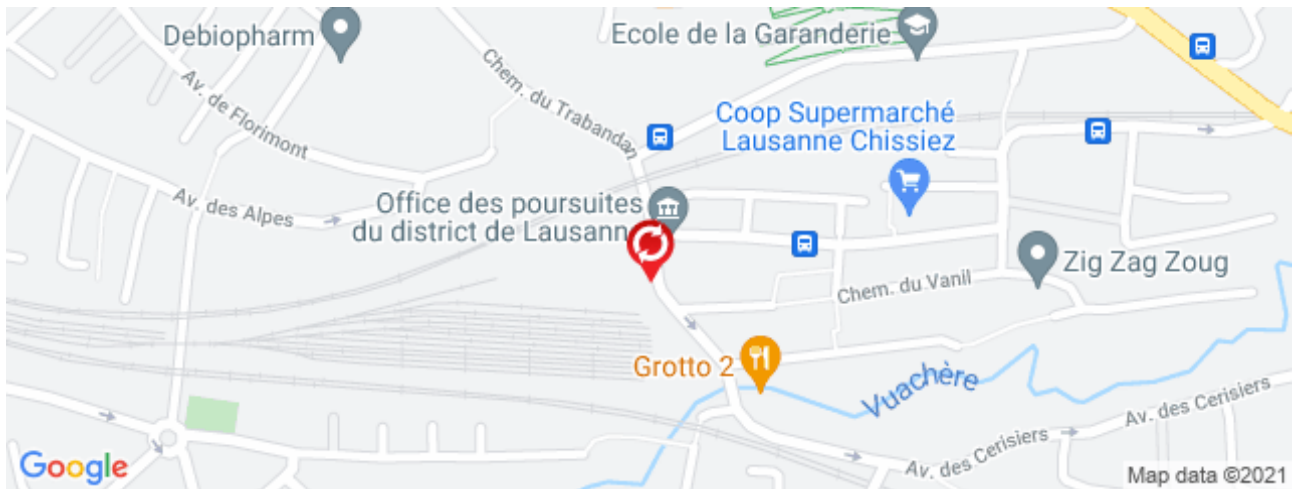 Debiopharm
Ecole de la Garanderie
Av. de Florimont
Chem. du Trabandan
Coop Supermarché
Lausanne Chissiez
Av. des Alpes
Office des poursuites
du district de Lausann
Zig Zag Zoug
Chem. du Vanil
Grotto 2
Vuachère
Av. des Cerisiers
Av. des Cerisiers
Google
Map data ©2021